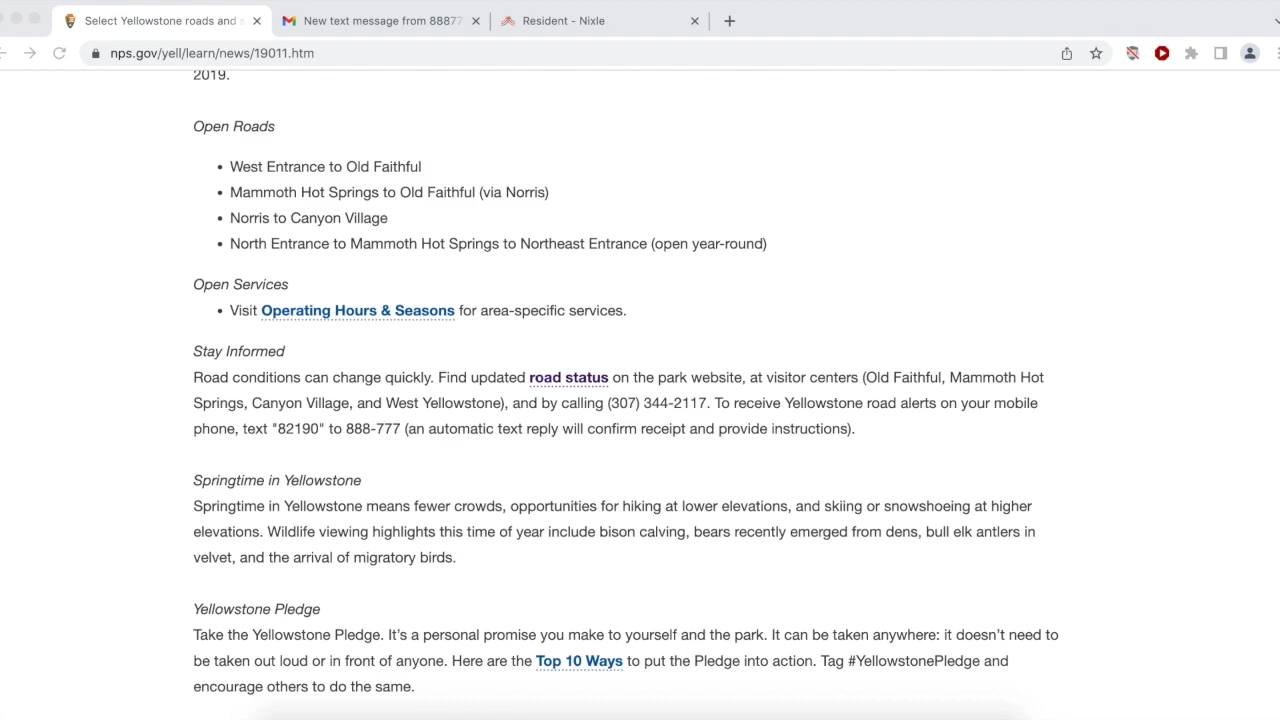 Select Yellowstone roads and s
New text message from 88877
Resident - Nixle
nps.gov/yell/learn/news/19011.htm
2019.
Open Roads
• West Entrance to Old Faithful
• Mammoth Hot Springs to Old Faithful (via Norris)
• Norris to Canyon Village
• North Entrance to Mammoth Hot Springs to Northeast Entrance (open year-round)
Open Services
• Visit Operating Hours & Seasons for area-specific services.
Stay Informed
Road conditions can change quickly. Find updated road status on the park website, at visitor centers (Old Faithful, Mammoth Hot
Springs, Canyon Village, and West Yellowstone), and by calling (307) 344-2117. To receive Yellowstone road alerts on your mobile
phone, text "82190" to 888-777 (an automatic text reply will confirm receipt and provide instructions).
Springtime in Yellowstone
Springtime in Yellowstone means fewer crowds, opportunities for hiking at lower elevations, and skiing or snowshoeing at higher
elevations. Wildlife viewing highlights this time of year include bison calving, bears recently emerged from dens, bull elk antlers in
velvet, and the arrival of migratory birds.
Yellowstone Pledge
Take the Yellowstone Pledge. It’s a personal promise you make to yourself and the park. It can be taken anywhere: it doesn’t need to
be taken out loud or in front of anyone. Here are the Top 10 Ways to put the Pledge into action. Tag #YellowstonePledge and
encourage others to do the same.